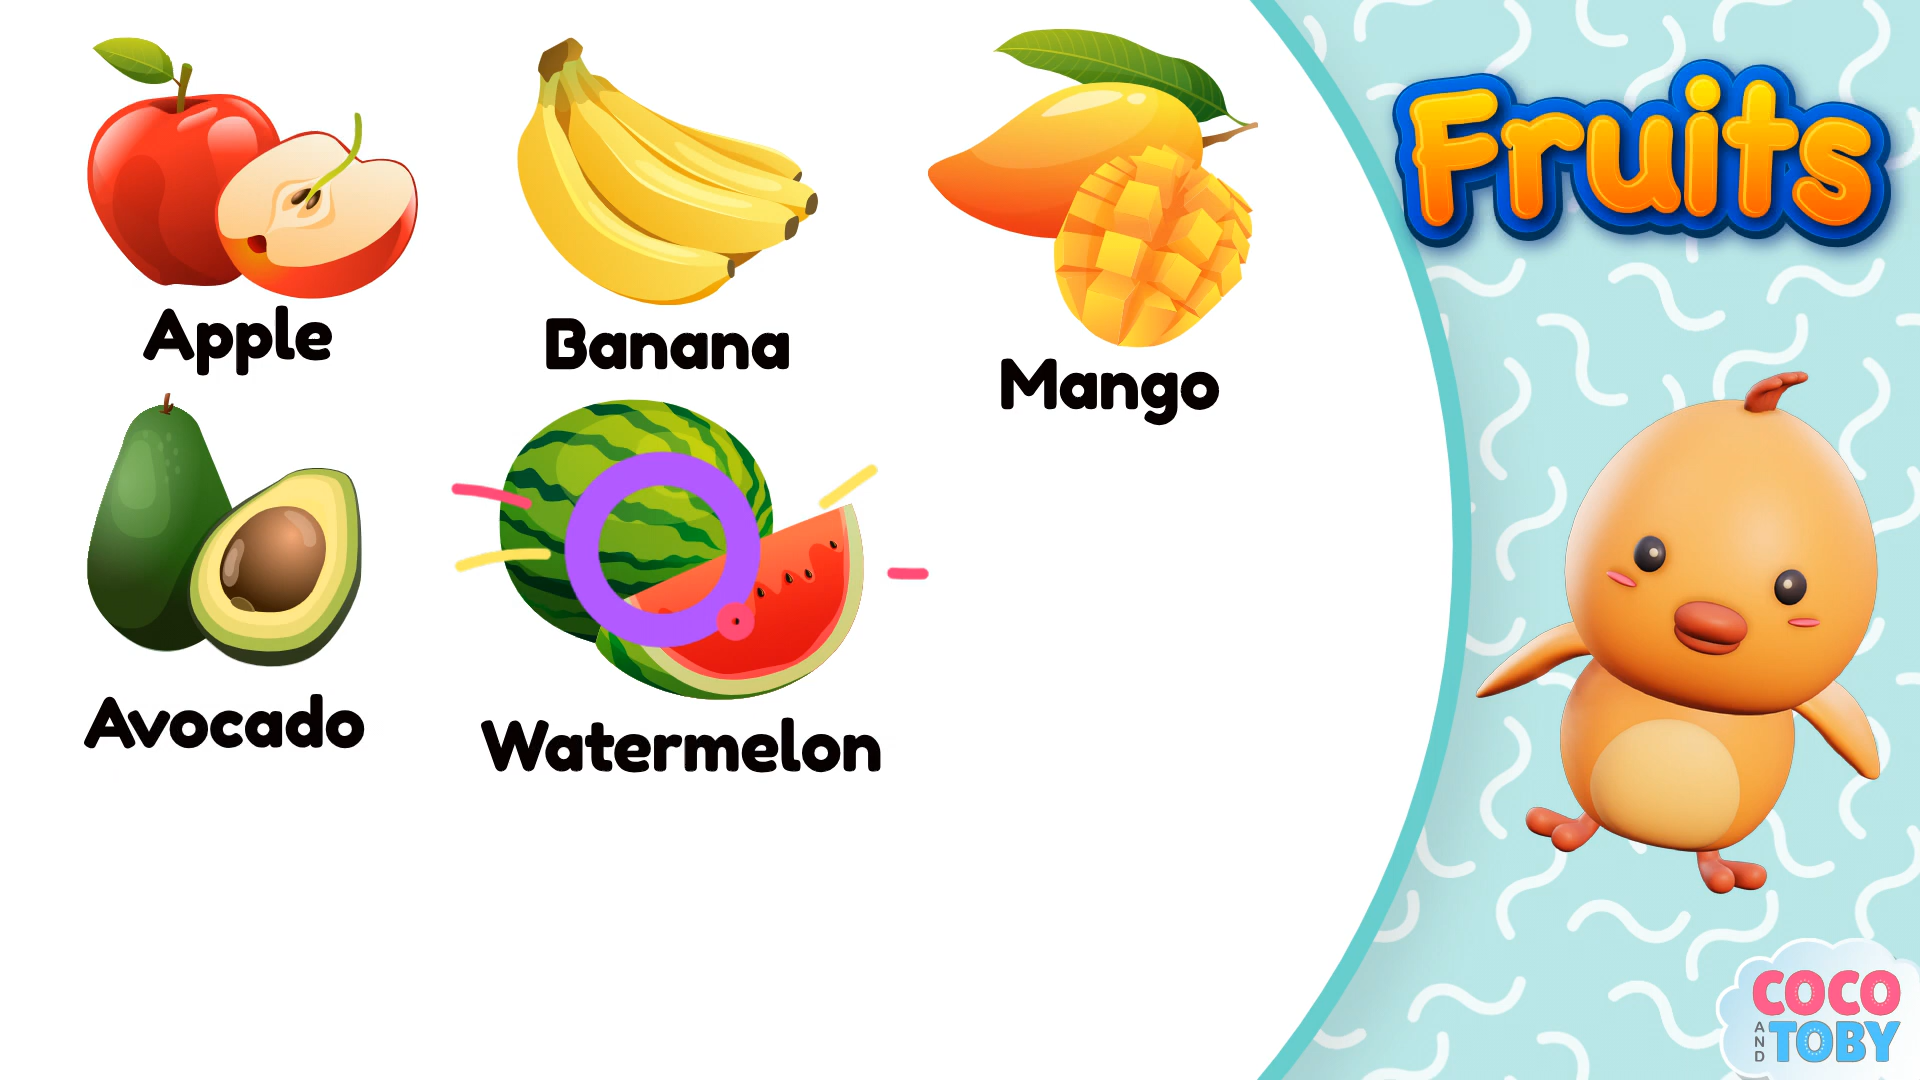 Fruits
Apple
Banana
Mango
Avocado
Watermelon
COCO
AND
TOBY